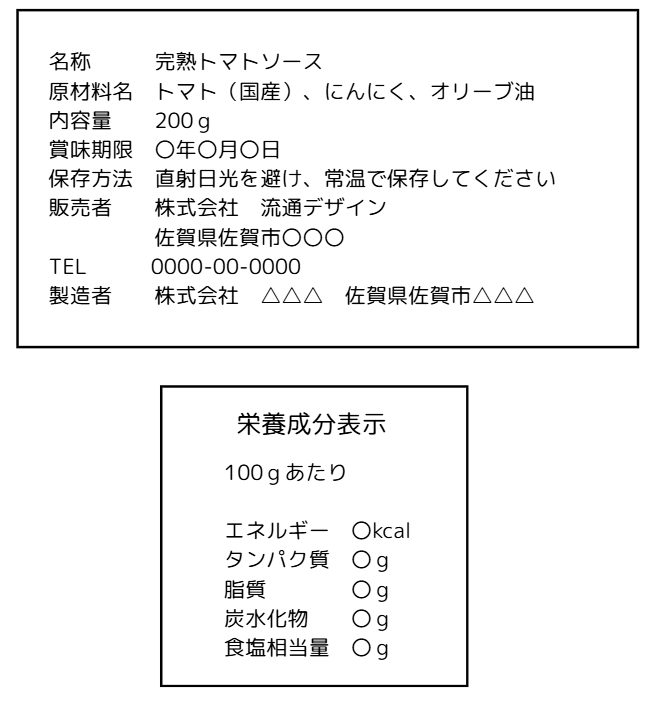 名称　完熟トマトソース
原材料名　トマト（国産）、にんにく、オリーブ油
内容量　200ｇ
賞味期限　〇年〇月〇日
保存方法　直射日光を避け、常温で保存してください
販売者　株式会社　流通デザイン
佐賀県佐賀市〇〇〇
TEL　0000-00-0000
製造者　株式会社　△△△　佐賀県佐賀市△△△
栄養成分表示
100ｇあたり
エネルギー　〇kcal
タンパク質　〇ｇ
脂質　〇ｇ
炭水化物　〇ｇ
食塩相当量　〇ｇ